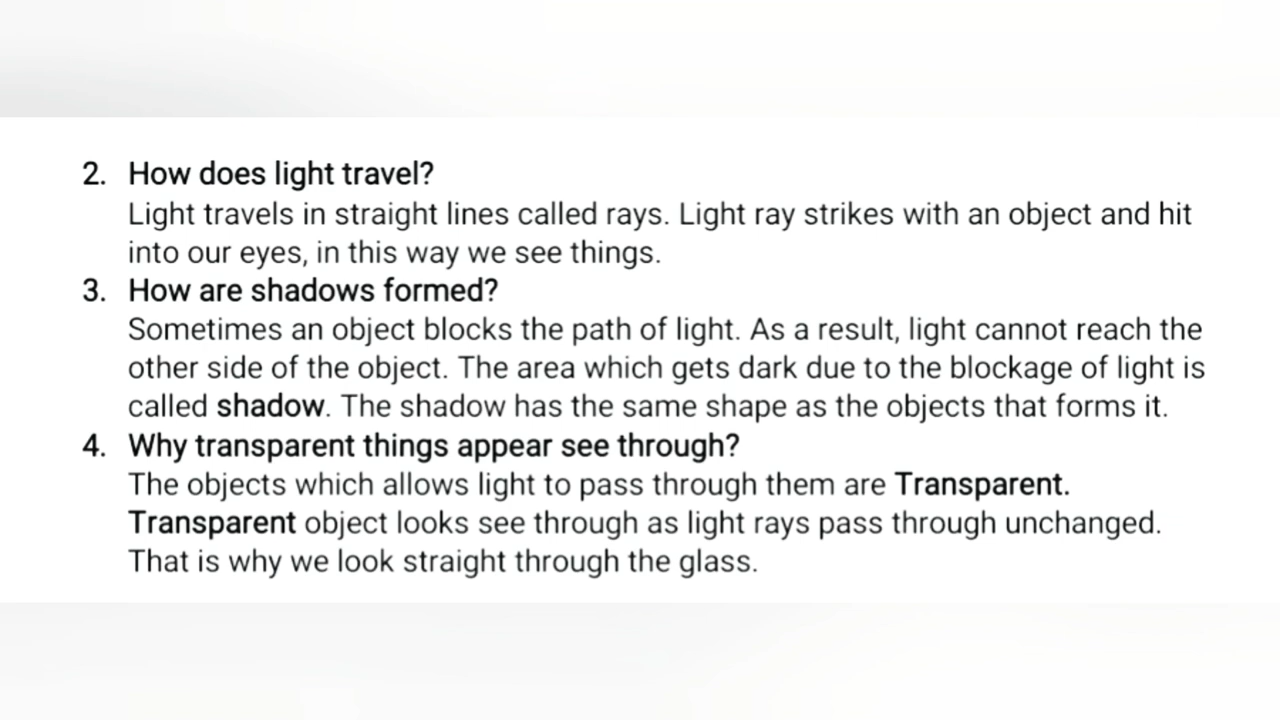 2. How does light travel?
Light travels in straight lines called rays. Light ray strikes with an object and hit
into our eyes, in this way we see things.
3. How are shadows formed?
Sometimes an object blocks the path of light. As a result, light cannot reach the
other side of the object. The area which gets dark due to the blockage of light is
called shadow. The shadow has the same shape as the objects that forms it.
4. Why transparent things appear see through?
The objects which allows light to pass through them are Transparent.
Transparent object looks see through as light rays pass through unchanged.
That is why we look straight through the glass.